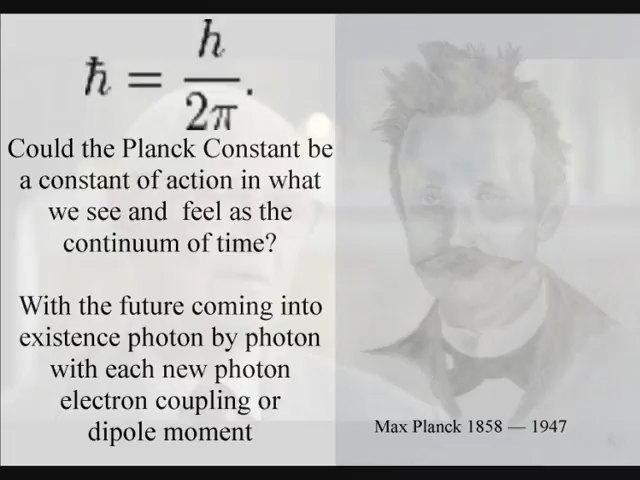 ħ = h / 2π.
Could the Planck Constant be
a constant of action in what
we see and feel as the
continuum of time?
With the future coming into
existence photon by photon
with each new photon
electron coupling or
dipole moment
Max Planck 1858 — 1947